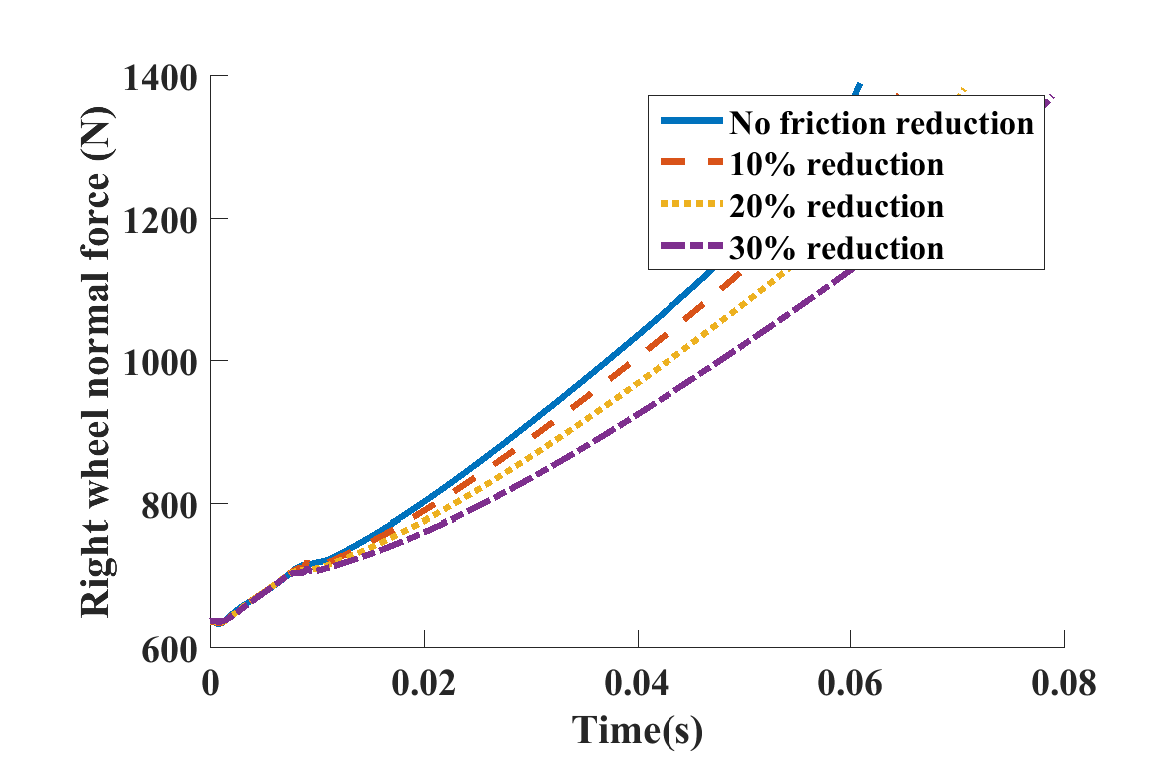 1400
1200
1000
800
600
Right wheel normal force (N)
No friction reduction
10% reduction
20% reduction
30% reduction
0 0.02 0.04 0.06 0.08
Time(s)